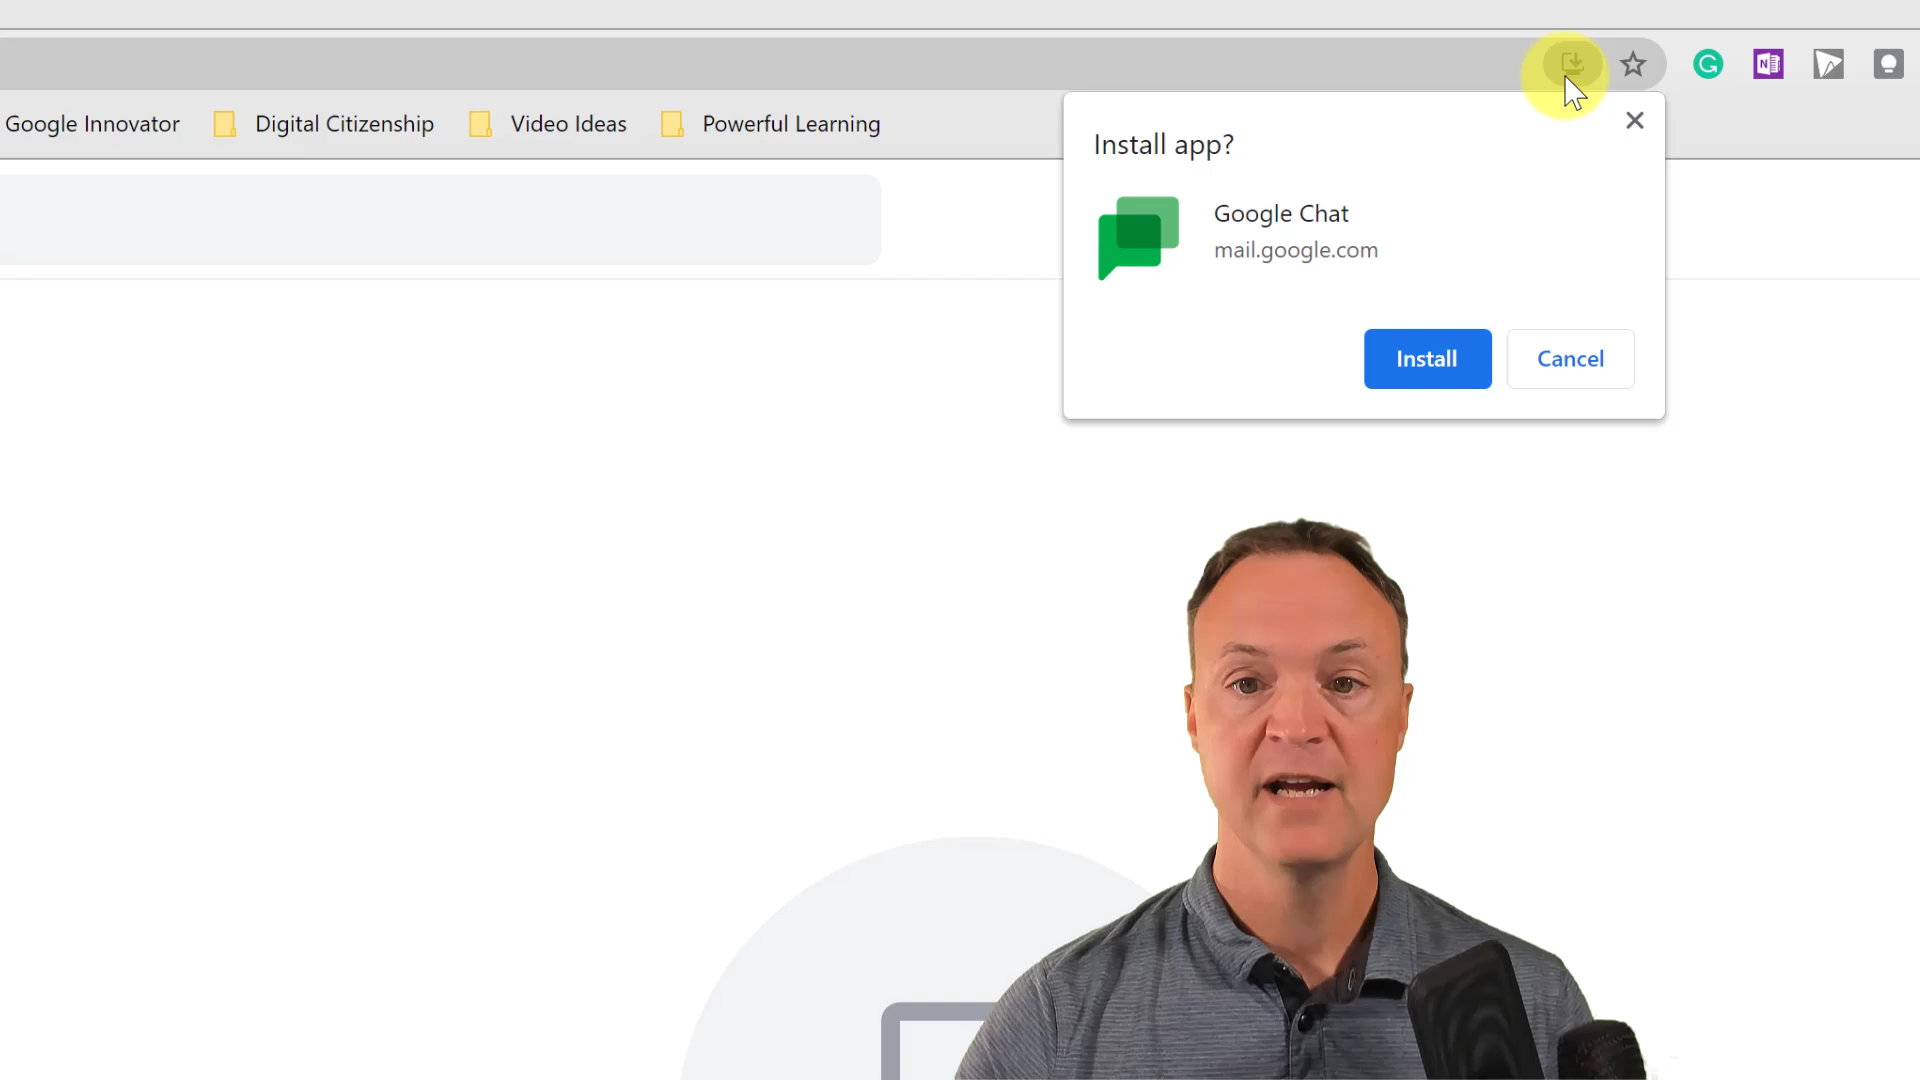 Google Innovator
Digital Citizenship
Video Ideas
Powerful Learning
Install app?
Google Chat
mail.google.com
Install
Cancel